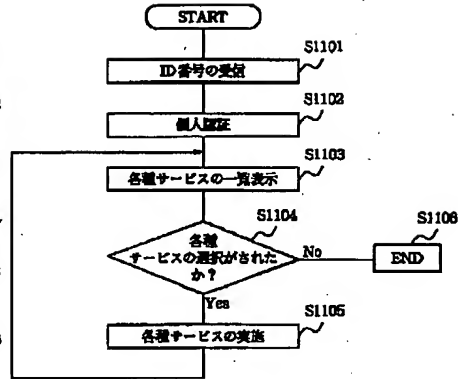 START
S1101
ID番号の受信
S1102
個人認証
S1103
各種サービスの一覧表示
S1104
各種
サービスの選択がされた
か？
No
S1106
END
Yes
S1105
各種サービスの実施